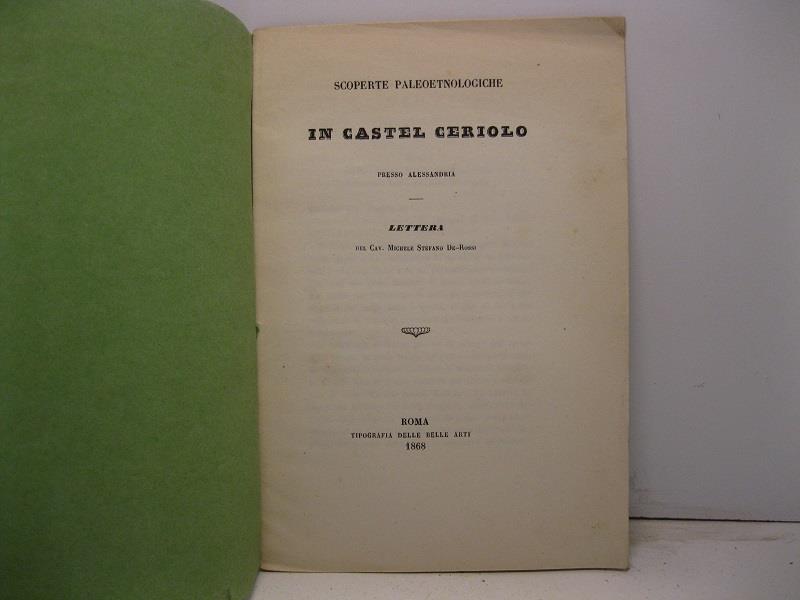 SCOPERTE PALEOETNOLOGICHE
IN CASTEL CERIOLO
PRESSO ALESSANDRIA
LETTERA
DEL CAV. MICHELE STEFANO DE-ROSSI
ROMA
TIPOGRAFIA DELLE BELLE ARTI
1868